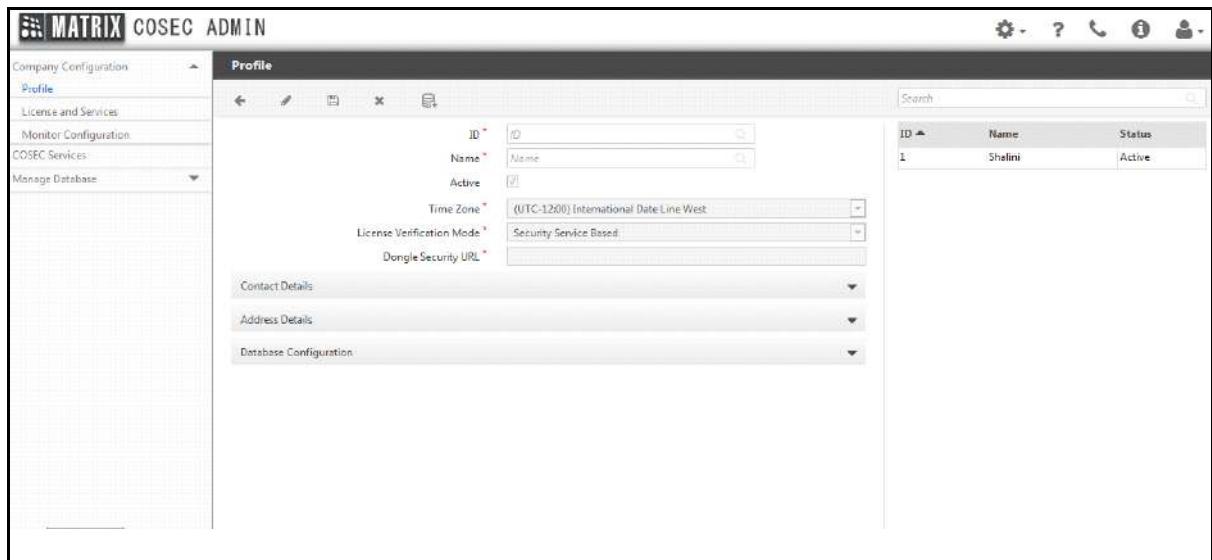 MATRIX COSEC ADMIN
Company Configuration
Profile
License and Services
Monitor Configuration
COSEC Services
Manage Database
Profile
Search
ID * ID
Name * Name
Active
Time Zone * (UTC-12:00) International Date Line West
License Verification Mode * Security Service Based
Dongle Security URL *
Contact Details
Address Details
Database Configuration
ID Name Status
1 Shalini Active